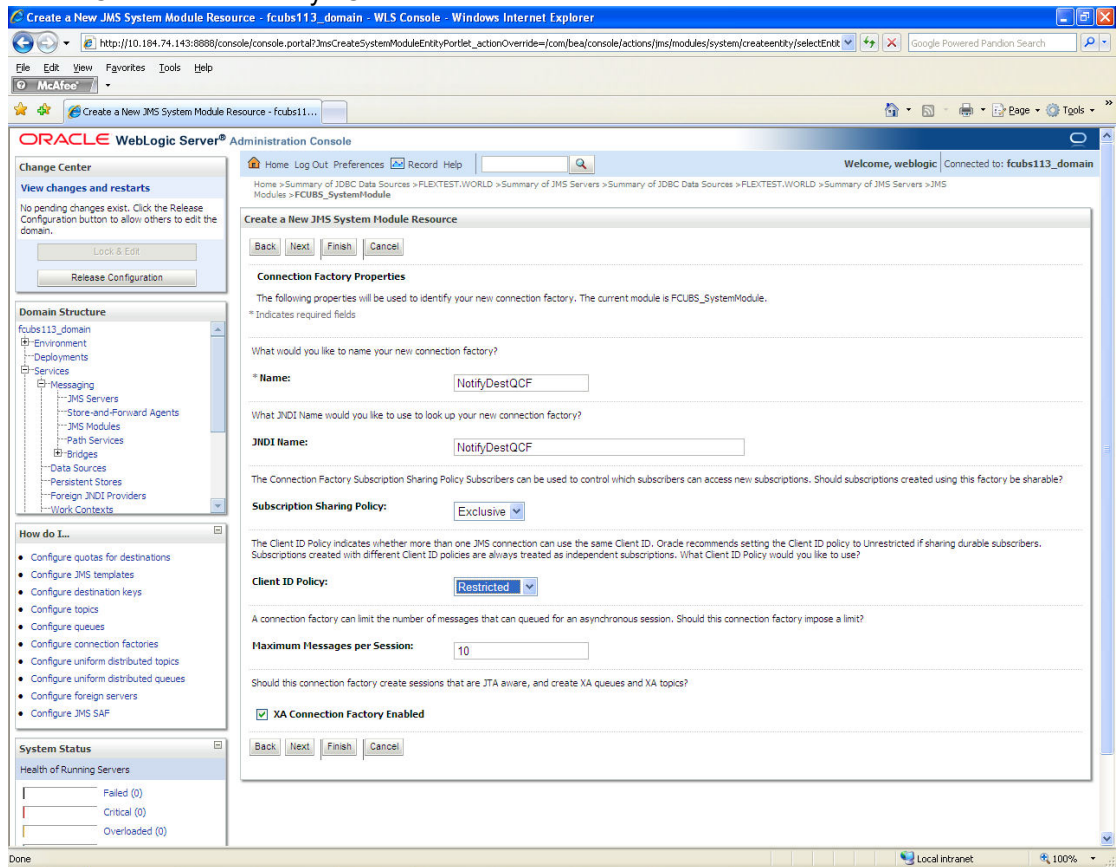 Create a New JMS System Module Resource - fcubs113_domain - WLS Console - Windows Internet Explorer
http://10.184.74.143:8888/console/console.portal?JmsCreateSystemModuleEntityPortlet_actionOverride=/com/bea/console/actions/jms/modules/system/createentity/selectEntit
Google Powered Pandion Search
File Edit View Favorites Tools Help
McAfee
Create a New JMS System Module Resource - fcubs11...
Page Tools
ORACLE WebLogic Server® Administration Console
Change Center
View changes and restarts
No pending changes exist. Click the Release
Configuration button to allow others to edit the
domain.
Lock & Edit
Release Configuration
Domain Structure
fcubs113_domain
Environment
Deployments
Services
Messaging
JMS Servers
Store-and-Forward Agents
JMS Modules
Path Services
Bridges
Data Sources
Persistent Stores
Foreign JNDI Providers
Work Contexts
How do I...
Configure quotas for destinations
Configure JMS templates
Configure destination keys
Configure topics
Configure queues
Configure connection factories
Configure uniform distributed topics
Configure uniform distributed queues
Configure foreign servers
Configure JMS SAF
System Status
Health of Running Servers
Failed (0)
Critical (0)
Overloaded (0)
Home Log Out Preferences Record Help
Welcome, weblogic Connected to: fcubs113_domain
Home >Summary of JDBC Data Sources >FLEXTEST.WORLD >Summary of JMS Servers >Summary of JDBC Data Sources >FLEXTEST.WORLD >Summary of JMS Servers >JMS
Modules >FCUBS_SystemModule
Create a New JMS System Module Resource
Back Next Finish Cancel
Connection Factory Properties
The following properties will be used to identify your new connection factory. The current module is FCUBS_SystemModule.
* Indicates required fields
What would you like to name your new connection factory?
* Name: NotifyDestQCF
What JNDI Name would you like to use to look up your new connection factory?
JNDI Name: NotifyDestQCF
The Connection Factory Subscription Sharing Policy Subscribers can be used to control which subscribers can access new subscriptions. Should subscriptions created using this factory be sharable?
Subscription Sharing Policy: Exclusive
The Client ID Policy indicates whether more than one JMS connection can use the same Client ID. Oracle recommends setting the Client ID policy to Unrestricted if sharing durable subscribers.
Subscriptions created with different Client ID policies are always treated as independent subscriptions. What Client ID Policy would you like to use?
Client ID Policy: Restricted
A connection factory can limit the number of messages that can queued for an asynchronous session. Should this connection factory impose a limit?
Maximum Messages per Session: 10
Should this connection factory create sessions that are JTA aware, and create XA queues and XA topics?
XA Connection Factory Enabled
Back Next Finish Cancel
Done
Local intranet
100%